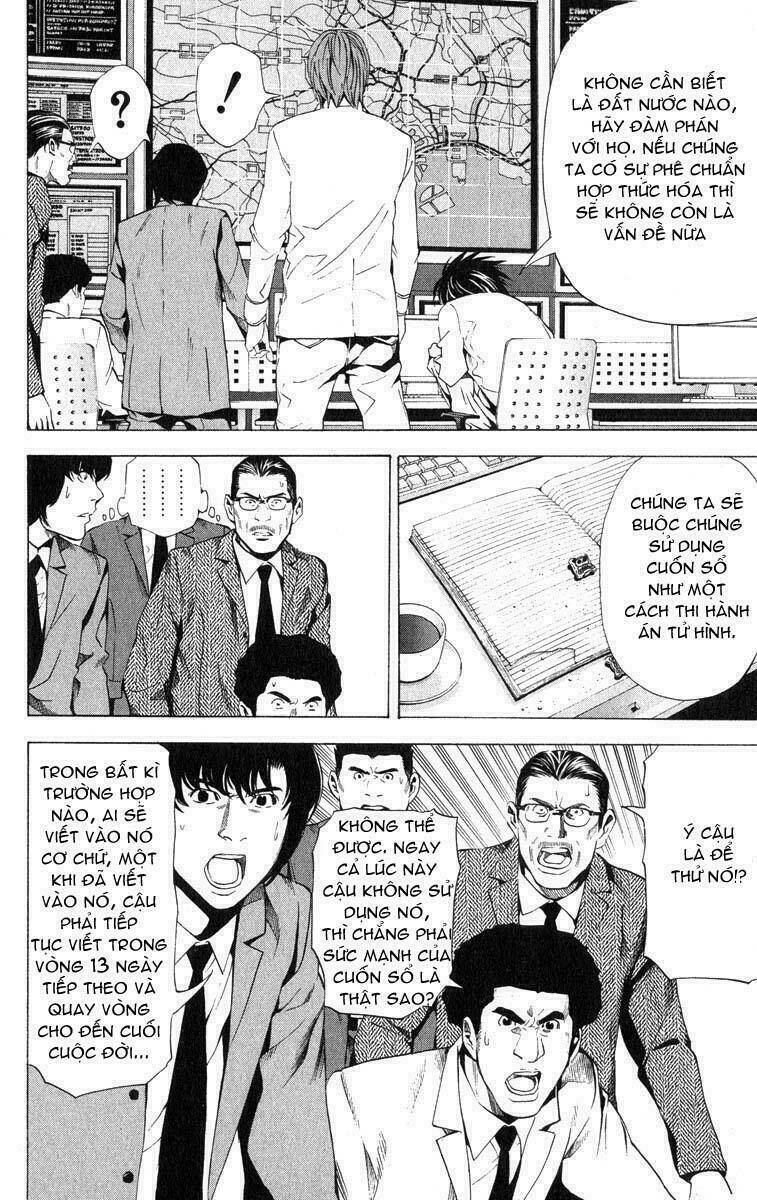 KHÔNG CẦN BIẾT
LÀ ĐẤT NƯỚC NÀO,
HÃY ĐÀM PHÁN
VỚI HỌ. NẾU CHÚNG
TA CÓ SỰ PHÊ CHUẨN
HỢP THỨC HÓA THÌ
SẼ KHÔNG CÒN LÀ
VẤN ĐỀ NỮA
!
?
CHÚNG TA SẼ
BUỘC CHÚNG
SỬ DỤNG
CUỐN SỔ
NHƯ MỘT
CÁCH THI HÀNH
ÁN TỬ HÌNH.
Ý CẬU
LÀ ĐỂ
THỬ NÓ!?
KHÔNG THỂ
ĐƯỢC. NGAY
CẢ LÚC NÀY
CẬU KHÔNG SỬ
DỤNG NÓ,
THÌ CHẲNG PHẢI
SỨC MẠNH CỦA
CUỐN SỔ LÀ
THẬT SAO?
TRONG BẤT KÌ
TRƯỜNG HỢP
NÀO, AI SẼ
VIẾT VÀO NÓ
CƠ CHỨ, MỘT
KHI ĐÃ VIẾT
VÀO NÓ, CẬU
PHẢI TIẾP
TỤC VIẾT TRONG
VÒNG 13 NGÀY
TIẾP THEO VÀ
QUAY VÒNG
CHO ĐẾN CUỐI
CUỘC ĐỜI...